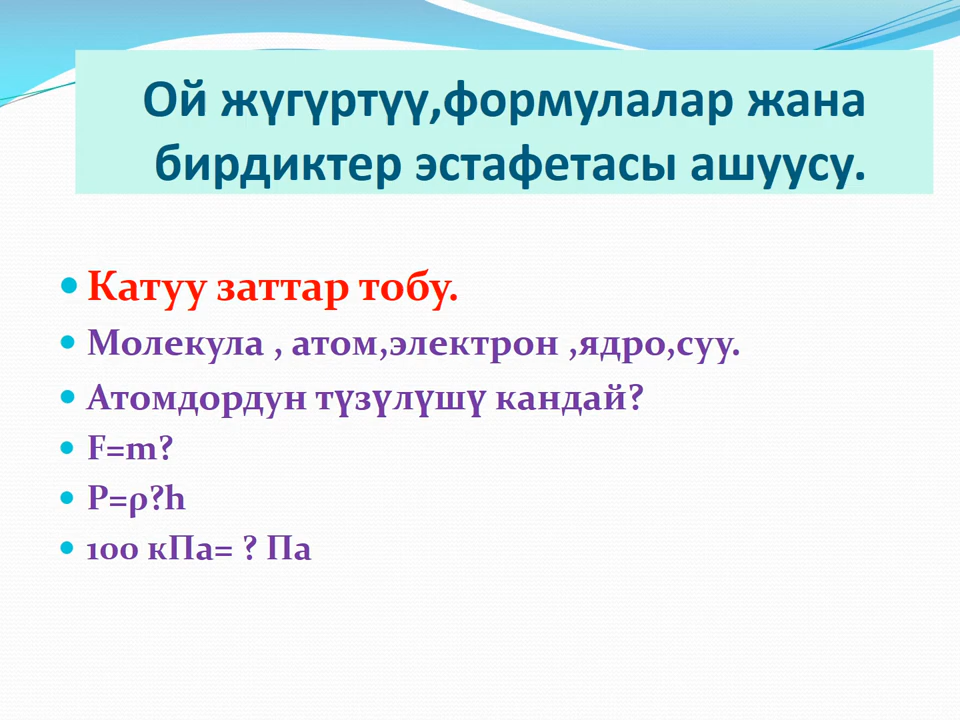 Ой жүгүртүү,формулалар жана
бирдиктер эстафетасы ашуусу.
Катуу заттар тобу.
Молекула , атом,электрон ,ядро,суу.
Атомдордун түзүлүшү кандай?
F=m?
P=ρ?h
100 кПа= ? Па